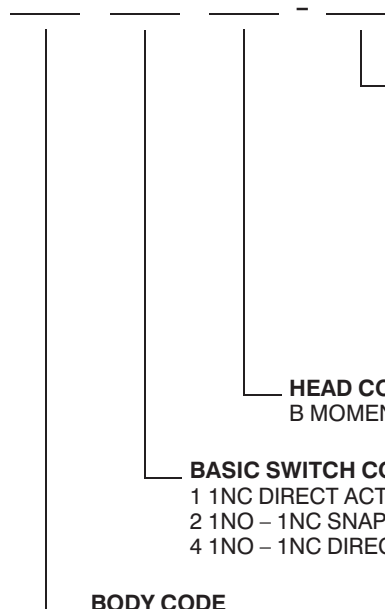 –
HEAD CO
B MOMEN
BASIC SWITCH CO
1 1NC DIRECT ACT
2 1NO – 1NC SNAP
4 1NO – 1NC DIREC
BODY CODE